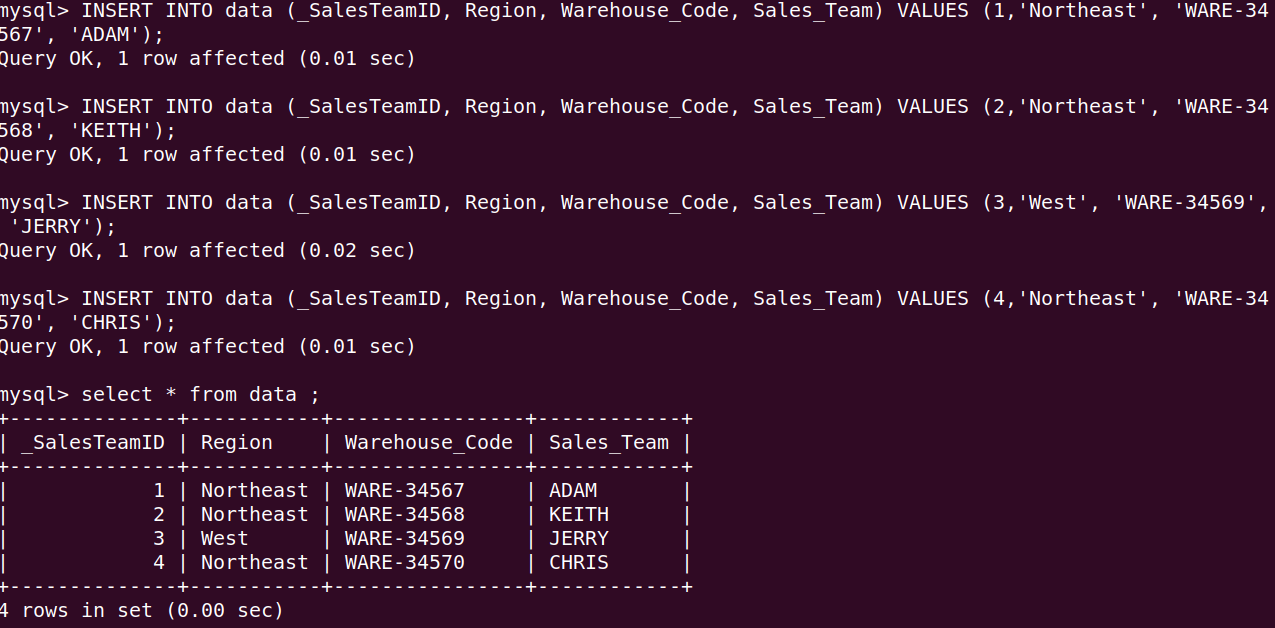 mysql> INSERT INTO data (_SalesTeamID, Region, Warehouse_Code, Sales_Team) VALUES (1,'Northeast', 'WARE-34
567', 'ADAM');
Query OK, 1 row affected (0.01 sec)
mysql> INSERT INTO data (_SalesTeamID, Region, Warehouse_Code, Sales_Team) VALUES (2,'Northeast', 'WARE-34
568', 'KEITH');
Query OK, 1 row affected (0.01 sec)
mysql> INSERT INTO data (_SalesTeamID, Region, Warehouse_Code, Sales_Team) VALUES (3,'West', 'WARE-34569',
 'JERRY');
Query OK, 1 row affected (0.02 sec)
mysql> INSERT INTO data (_SalesTeamID, Region, Warehouse_Code, Sales_Team) VALUES (4,'Northeast', 'WARE-34
570', 'CHRIS');
Query OK, 1 row affected (0.01 sec)
mysql> select * from data ;
+--------------+-----------+----------------+------------+
| _SalesTeamID | Region    | Warehouse_Code | Sales_Team |
+--------------+-----------+----------------+------------+
|            1 | Northeast | WARE-34567     | ADAM       |
|            2 | Northeast | WARE-34568     | KEITH      |
|            3 | West      | WARE-34569     | JERRY      |
|            4 | Northeast | WARE-34570     | CHRIS      |
+--------------+-----------+----------------+------------+
4 rows in set (0.00 sec)